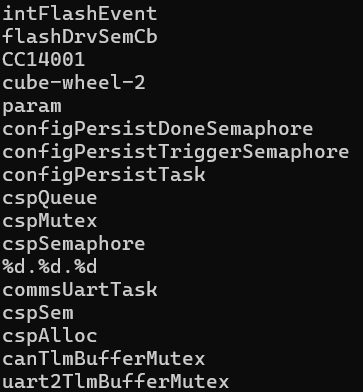 intFlashEvent
flashDrvSemCb
CC14001
cube-wheel-2
param
configPersistDoneSemaphore
configPersistTriggerSemaphore
configPersistTask
cspQueue
cspMutex
cspSemaphore
%d.%d.%d
commsUartTask
cspSem
cspAlloc
canTlmBufferMutex
uart2TlmBufferMutex